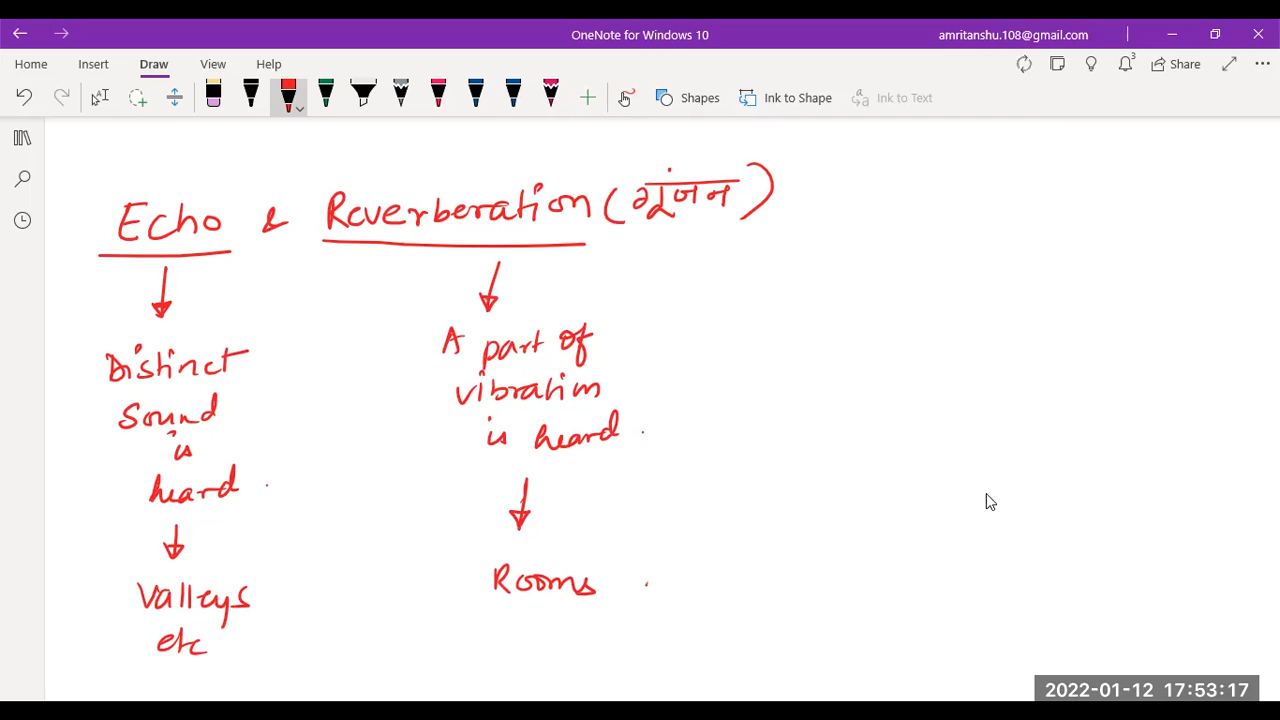 OneNote for Windows 10
amritanshu.108@gmail.com
Home Insert Draw View Help
3
Share
Shapes
Ink to Shape
Ink to Text
Echo & Reverberation (गूंजन)
Distinct
Sound
is
heard.
Valleys
etc
A part of
vibration
is heard.
Rooms.
2022-01-12 17:53:17